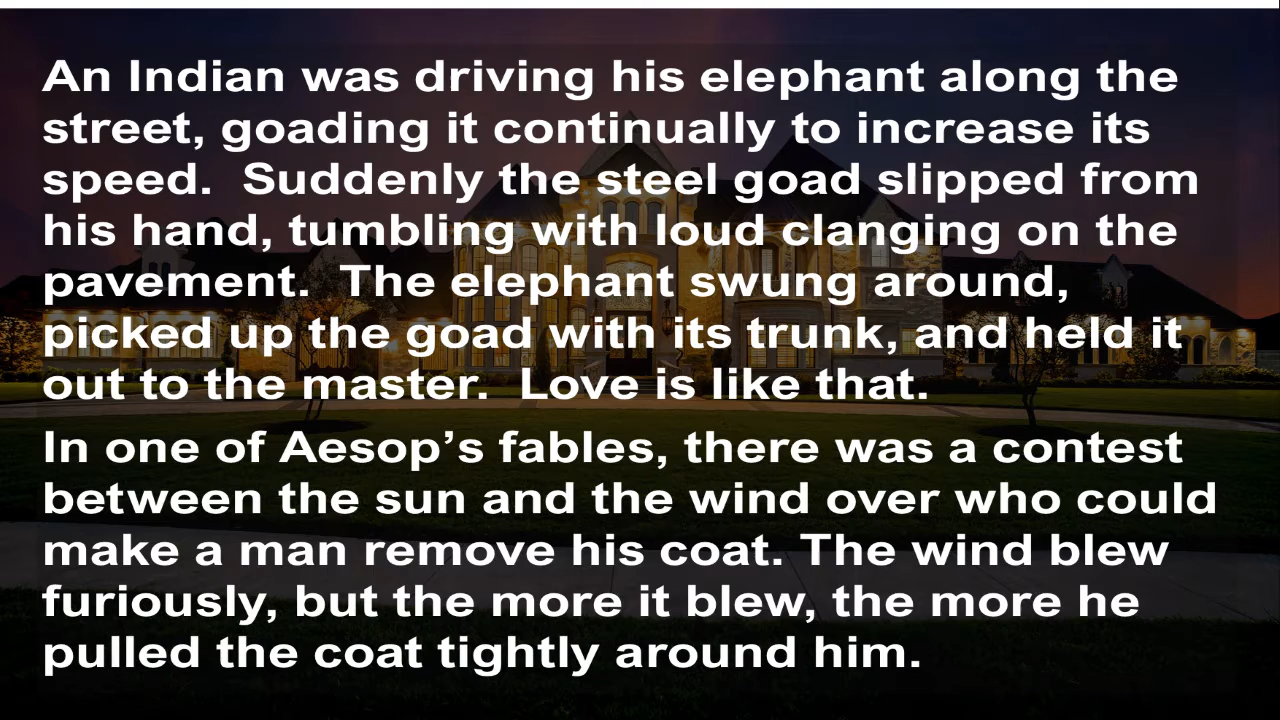 An Indian was driving his elephant along the
street, goading it continually to increase its
speed.  Suddenly the steel goad slipped from
his hand, tumbling with loud clanging on the
pavement.  The elephant swung around,
picked up the goad with its trunk, and held it
out to the master.  Love is like that.
In one of Aesop’s fables, there was a contest
between the sun and the wind over who could
make a man remove his coat. The wind blew
furiously, but the more it blew, the more he
pulled the coat tightly around him.